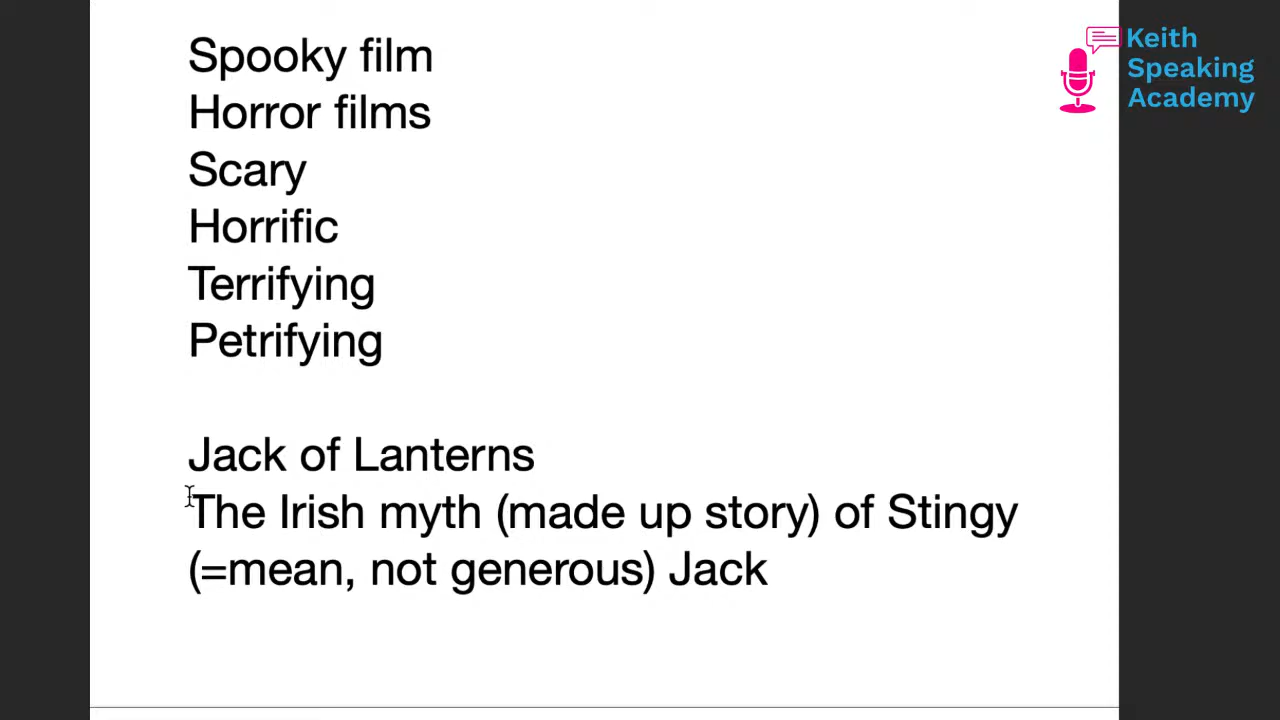 Spooky film
Horror films
Scary
Horrific
Terrifying
Petrifying
Jack of Lanterns
The Irish myth (made up story) of Stingy
(=mean, not generous) Jack
Keith
Speaking
Academy